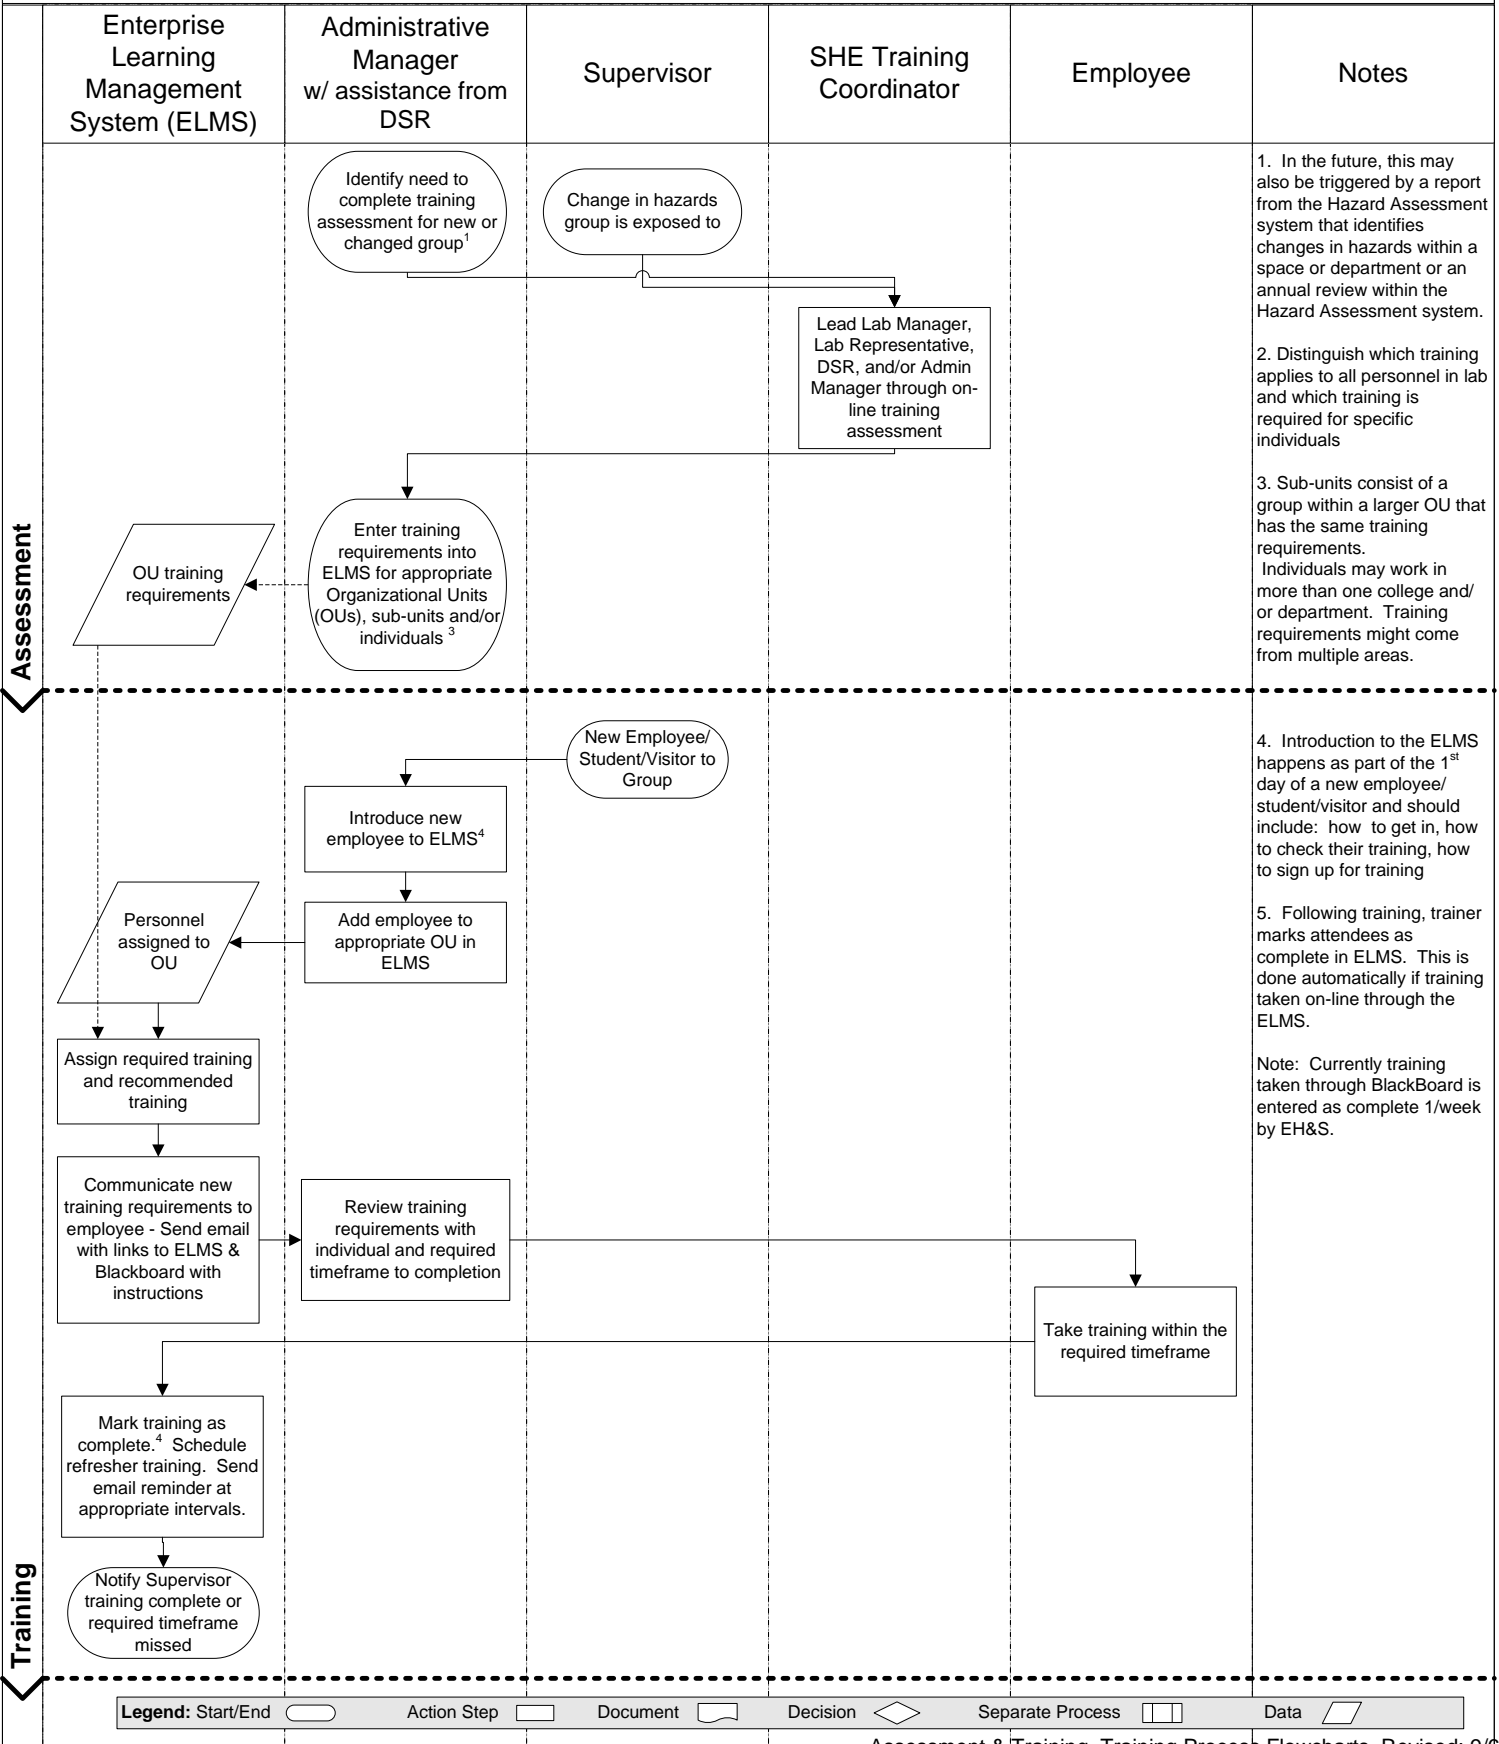 Enterprise
Learning
Management
System (ELMS)
Administrative
Manager
w/ assistance from
DSR
Supervisor
SHE Training
Coordinator
Employee
Notes
Assessment
Identify need to
complete training
assessment for new or
changed group1
Change in hazards
group is exposed to
Lead Lab Manager,
Lab Representative,
DSR, and/or Admin
Manager through on-
line training
assessment
Enter training
requirements into
ELMS for appropriate
Organizational Units
(OUs), sub-units and/or
individuals 3
OU training
requirements
1. In the future, this may
also be triggered by a report
from the Hazard Assessment
system that identifies
changes in hazards within a
space or department or an
annual review within the
Hazard Assessment system.
2. Distinguish which training
applies to all personnel in lab
and which training is
required for specific
individuals
3. Sub-units consist of a
group within a larger OU that
has the same training
requirements.
Individuals may work in
more than one college and/
or department. Training
requirements might come
from multiple areas.
Training
New Employee/
Student/Visitor to
Group
Introduce new
employee to ELMS4
Add employee to
appropriate OU in
ELMS
Personnel
assigned to
OU
Assign required training
and recommended
training
Communicate new
training requirements to
employee - Send email
with links to ELMS &
Blackboard with
instructions
Review training
requirements with
individual and required
timeframe to completion
Take training within the
required timeframe
Mark training as
complete.4 Schedule
refresher training. Send
email reminder at
appropriate intervals.
Notify Supervisor
training complete or
required timeframe
missed
4. Introduction to the ELMS
happens as part of the 1st
day of a new employee/
student/visitor and should
include: how to get in, how
to check their training, how
to sign up for training
5. Following training, trainer
marks attendees as
complete in ELMS. This is
done automatically if training
taken on-line through the
ELMS.
Note: Currently training
taken through BlackBoard is
entered as complete 1/week
by EH&S.
Legend: Start/End Action Step Document Decision Separate Process Data
Assessment & Training Training Process Flowcharts Revised: